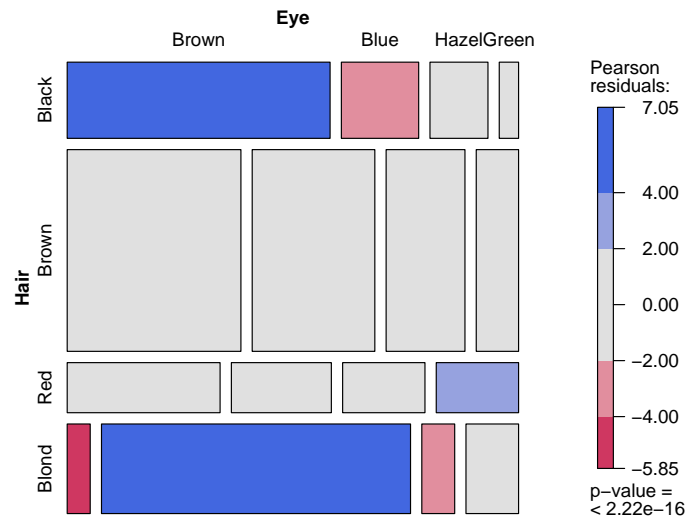 Eye
Brown Blue HazelGreen
Hair
Black
Brown
Red
Blond
Pearson
residuals:
7.05
4.00
2.00
0.00
−2.00
−4.00
−5.85
p−value =
< 2.22e−16